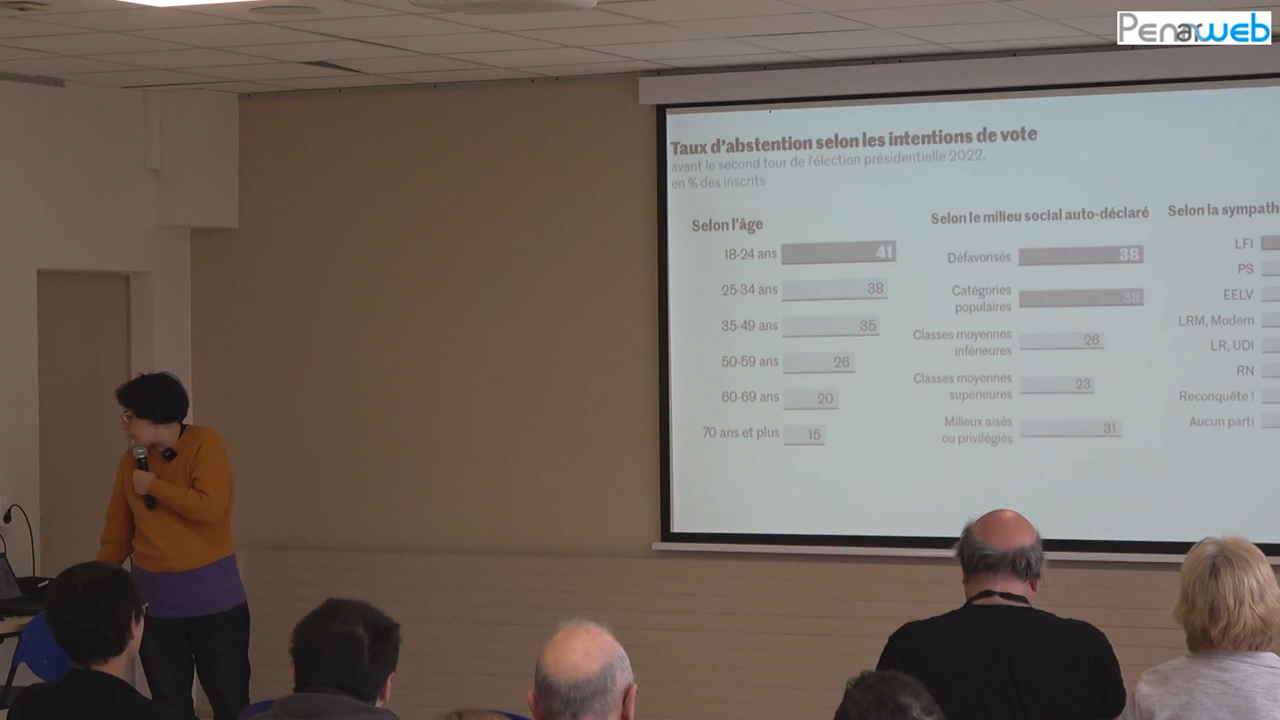 Penarweb
Taux d'abstention selon les intentions de vote
avant le second tour de l'élection présidentielle 2022,
en % des inscrits
Selon l'âge
18-24 ans 41
25-34 ans 38
35-49 ans 35
50-59 ans 26
60-69 ans 20
70 ans et plus 15
Selon le milieu social auto-déclaré
Défavorisés 38
Catégories
populaires 38
Classes moyennes
inférieures 26
Classes moyennes
supérieures 23
Milieux aisés
ou privilégiés 31
Selon la sympath
LFI
PS
EELV
LRM, Modem
LR, UDI
RN
Reconquête !
Aucun parti